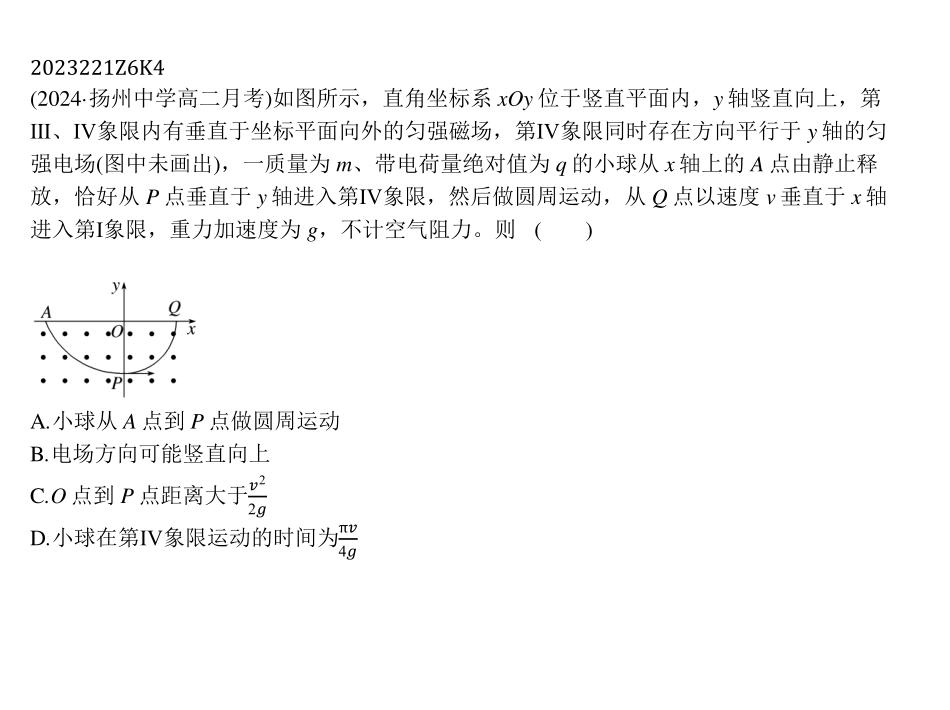 2023221Z6K4
(2024·扬州中学高二月考)如图所示，直角坐标系 xOy 位于竖直平面内，y 轴竖直向上，第
Ⅲ、Ⅳ象限内有垂直于坐标平面向外的匀强磁场，第Ⅳ象限同时存在方向平行于 y 轴的匀
强电场(图中未画出)，一质量为 m、带电荷量绝对值为 q 的小球从 x 轴上的 A 点由静止释
放，恰好从 P 点垂直于 y 轴进入第Ⅳ象限，然后做圆周运动，从 Q 点以速度 v 垂直于 x 轴
进入第Ⅰ象限，重力加速度为 g，不计空气阻力。则 (　　)
y
A
Q
O
x
P
A.小球从 A 点到 P 点做圆周运动
B.电场方向可能竖直向上
C.O 点到 P 点距离大于v²/2g
D.小球在第Ⅳ象限运动的时间为πv/4g